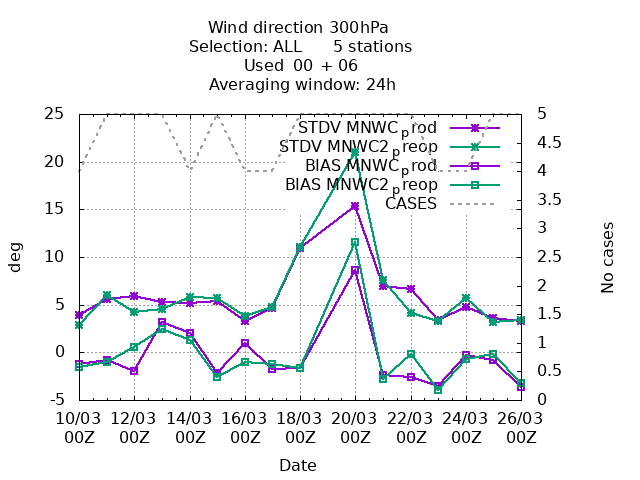 Wind direction 300hPa
Selection: ALL 5 stations
Used 00 + 06
Averaging window: 24h
25 20 15 10 5 0 -5
deg
STDV MNWC_prod
STDV MNWC2_preop
BIAS MNWC_prod
BIAS MNWC2_preop
CASES
5 4.5 4 3.5 3 2.5 2 1.5 1 0.5 0
No cases
10/03 12/03 14/03 16/03 18/03 20/03 22/03 24/03 26/03
00Z 00Z 00Z 00Z 00Z 00Z 00Z 00Z 00Z
Date